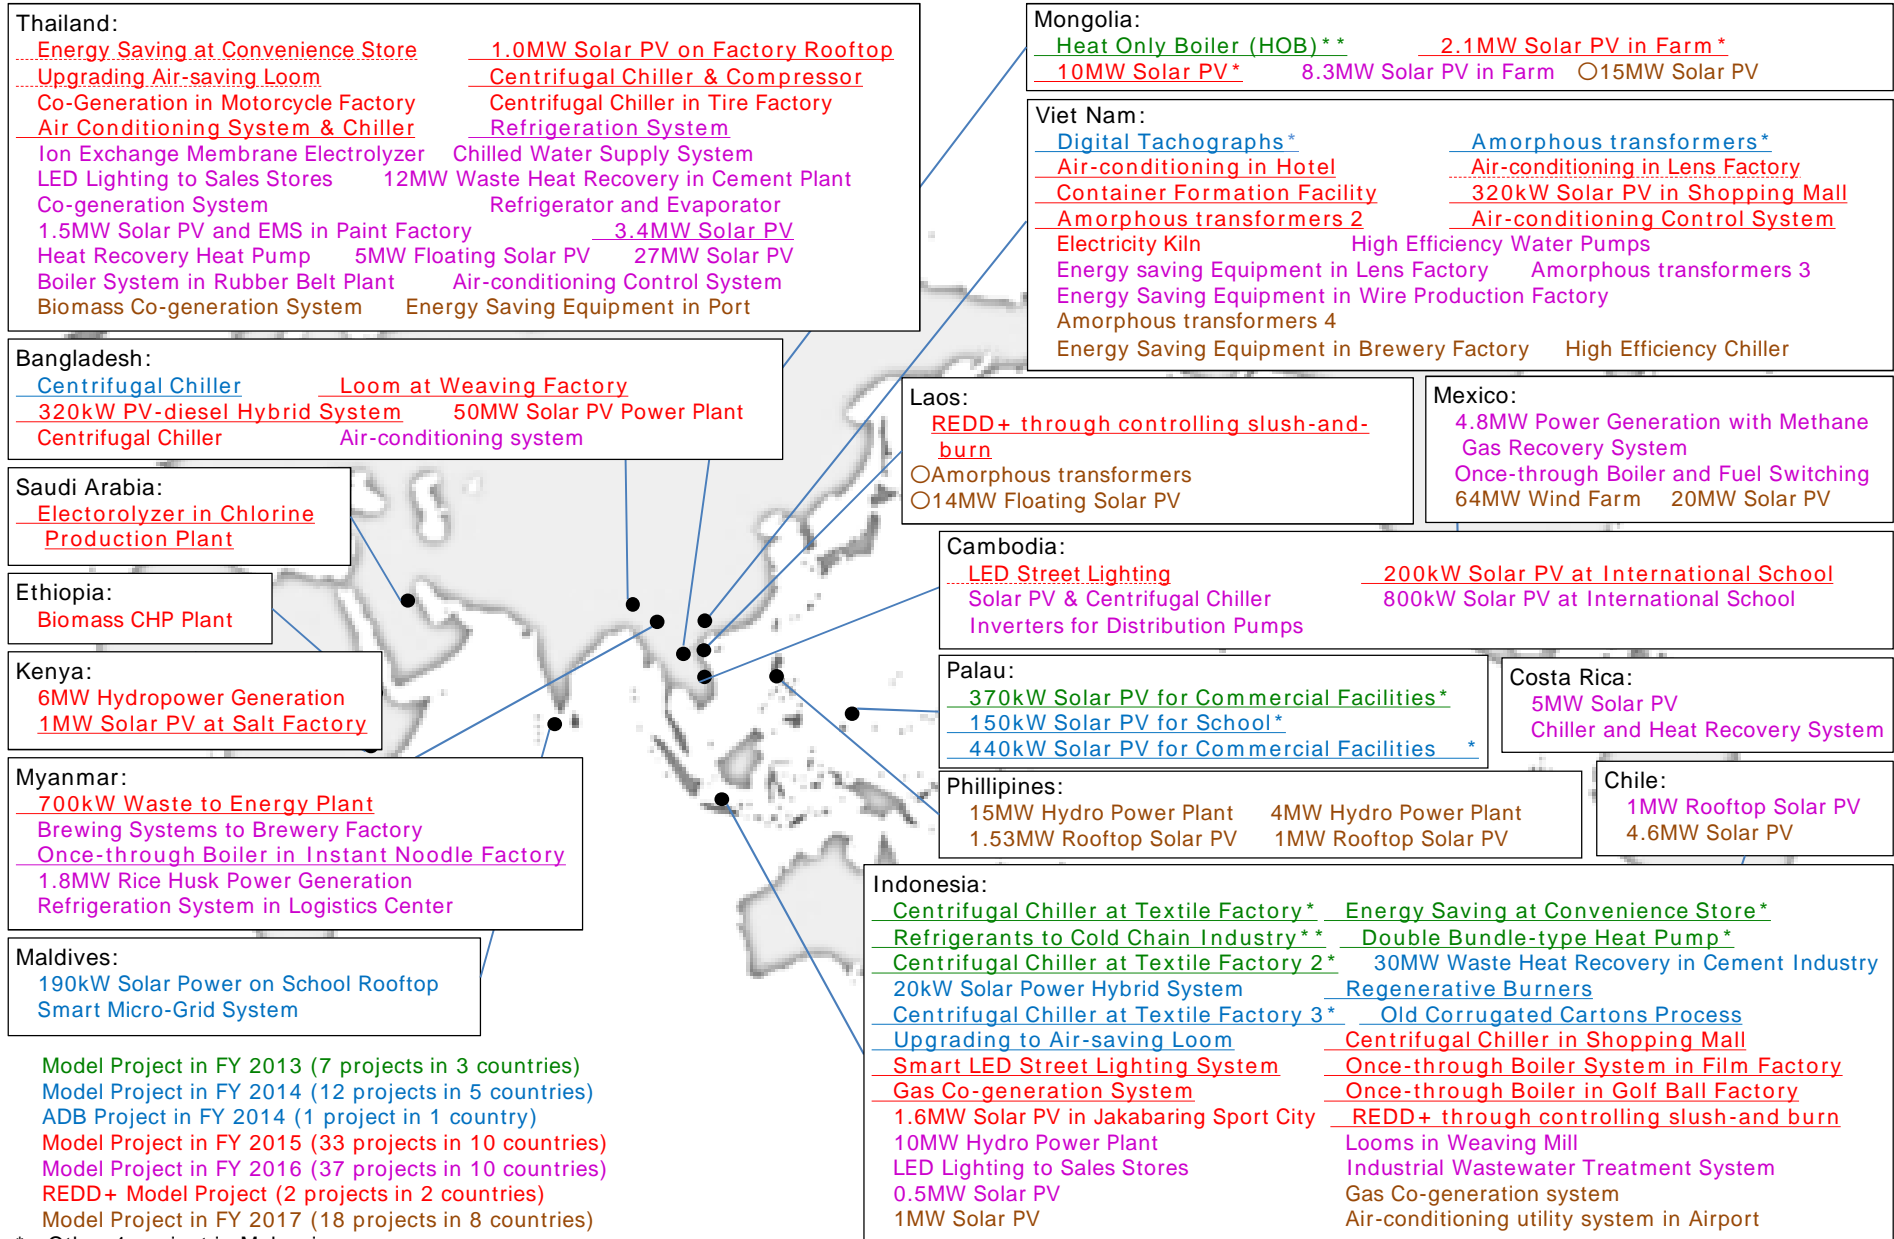 Thailand:
Energy Saving at Convenience Store 1.0MW Solar PV on Factory Rooftop
Upgrading Air-saving Loom Centrifugal Chiller & Compressor
Co-Generation in Motorcycle Factory Centrifugal Chiller in Tire Factory
Air Conditioning System & Chiller Refrigeration System
Ion Exchange Membrane Electrolyzer Chilled Water Supply System
LED Lighting to Sales Stores 12MW Waste Heat Recovery in Cement Plant
Co-generation System Refrigerator and Evaporator
1.5MW Solar PV and EMS in Paint Factory 3.4MW Solar PV
Heat Recovery Heat Pump 5MW Floating Solar PV 27MW Solar PV
Boiler System in Rubber Belt Plant Air-conditioning Control System
Biomass Co-generation System Energy Saving Equipment in Port
Mongolia:
Heat Only Boiler (HOB)** 2.1MW Solar PV in Farm*
10MW Solar PV* 8.3MW Solar PV in Farm ○15MW Solar PV
Viet Nam:
Digital Tachographs* Amorphous transformers*
Air-conditioning in Hotel Air-conditioning in Lens Factory
Container Formation Facility 320kW Solar PV in Shopping Mall
Amorphous transformers 2 Air-conditioning Control System
Electricity Kiln High Efficiency Water Pumps
Energy saving Equipment in Lens Factory Amorphous transformers 3
Energy Saving Equipment in Wire Production Factory
Amorphous transformers 4
Energy Saving Equipment in Brewery Factory High Efficiency Chiller
Bangladesh:
Centrifugal Chiller Loom at Weaving Factory
320kW PV-diesel Hybrid System 50MW Solar PV Power Plant
Centrifugal Chiller Air-conditioning system
Laos:
REDD+ through controlling slush-and-
burn
○Amorphous transformers
○14MW Floating Solar PV
Mexico:
4.8MW Power Generation with Methane
Gas Recovery System
Once-through Boiler and Fuel Switching
64MW Wind Farm 20MW Solar PV
Saudi Arabia:
Electorolyzer in Chlorine
Production Plant
Cambodia:
LED Street Lighting 200kW Solar PV at International School
Solar PV & Centrifugal Chiller 800kW Solar PV at International School
Inverters for Distribution Pumps
Ethiopia:
Biomass CHP Plant
Kenya:
6MW Hydropower Generation
1MW Solar PV at Salt Factory
Palau:
370kW Solar PV for Commercial Facilities*
150kW Solar PV for School*
440kW Solar PV for Commercial Facilities *
Costa Rica:
5MW Solar PV
Chiller and Heat Recovery System
Myanmar:
700kW Waste to Energy Plant
Brewing Systems to Brewery Factory
Once-through Boiler in Instant Noodle Factory
1.8MW Rice Husk Power Generation
Refrigeration System in Logistics Center
Phillipines:
15MW Hydro Power Plant 4MW Hydro Power Plant
1.53MW Rooftop Solar PV 1MW Rooftop Solar PV
Chile:
1MW Rooftop Solar PV
4.6MW Solar PV
Maldives:
190kW Solar Power on School Rooftop
Smart Micro-Grid System
Indonesia:
Centrifugal Chiller at Textile Factory* Energy Saving at Convenience Store*
Refrigerants to Cold Chain Industry** Double Bundle-type Heat Pump*
Centrifugal Chiller at Textile Factory 2* 30MW Waste Heat Recovery in Cement Industry
20kW Solar Power Hybrid System Regenerative Burners
Centrifugal Chiller at Textile Factory 3* Old Corrugated Cartons Process
Upgrading to Air-saving Loom Centrifugal Chiller in Shopping Mall
Smart LED Street Lighting System Once-through Boiler System in Film Factory
Gas Co-generation System Once-through Boiler in Golf Ball Factory
1.6MW Solar PV in Jakabaring Sport City REDD+ through controlling slush-and burn
10MW Hydro Power Plant Looms in Weaving Mill
LED Lighting to Sales Stores Industrial Wastewater Treatment System
0.5MW Solar PV Gas Co-generation system
1MW Solar PV Air-conditioning utility system in Airport
Model Project in FY 2013 (7 projects in 3 countries)
Model Project in FY 2014 (12 projects in 5 countries)
ADB Project in FY 2014 (1 project in 1 country)
Model Project in FY 2015 (33 projects in 10 countries)
Model Project in FY 2016 (37 projects in 10 countries)
REDD+ Model Project (2 projects in 2 countries)
Model Project in FY 2017 (18 projects in 8 countries)